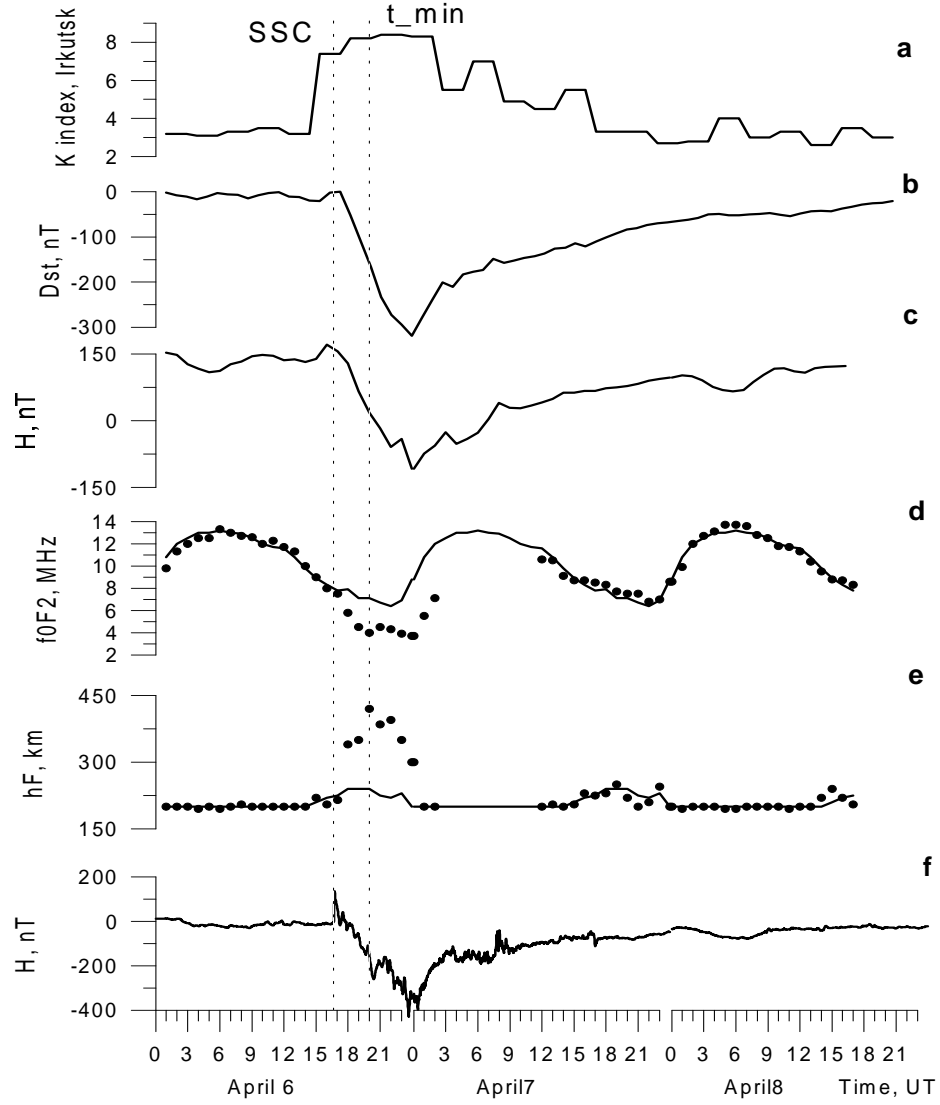 SSC
t_min
K index, Irkutsk
8
6
4
2
a
Dst, nT
0
-100
-200
-300
b
H, nT
150
0
-150
c
f0F2, MHz
14
12
10
8
6
4
2
d
hF, km
450
300
150
e
H, nT
200
0
-200
-400
f
0 3 6 9 12 15 18 21 0 3 6 9 12 15 18 21 0 3 6 9 12 15 18 21
April 6 April7 April8 Time, UT